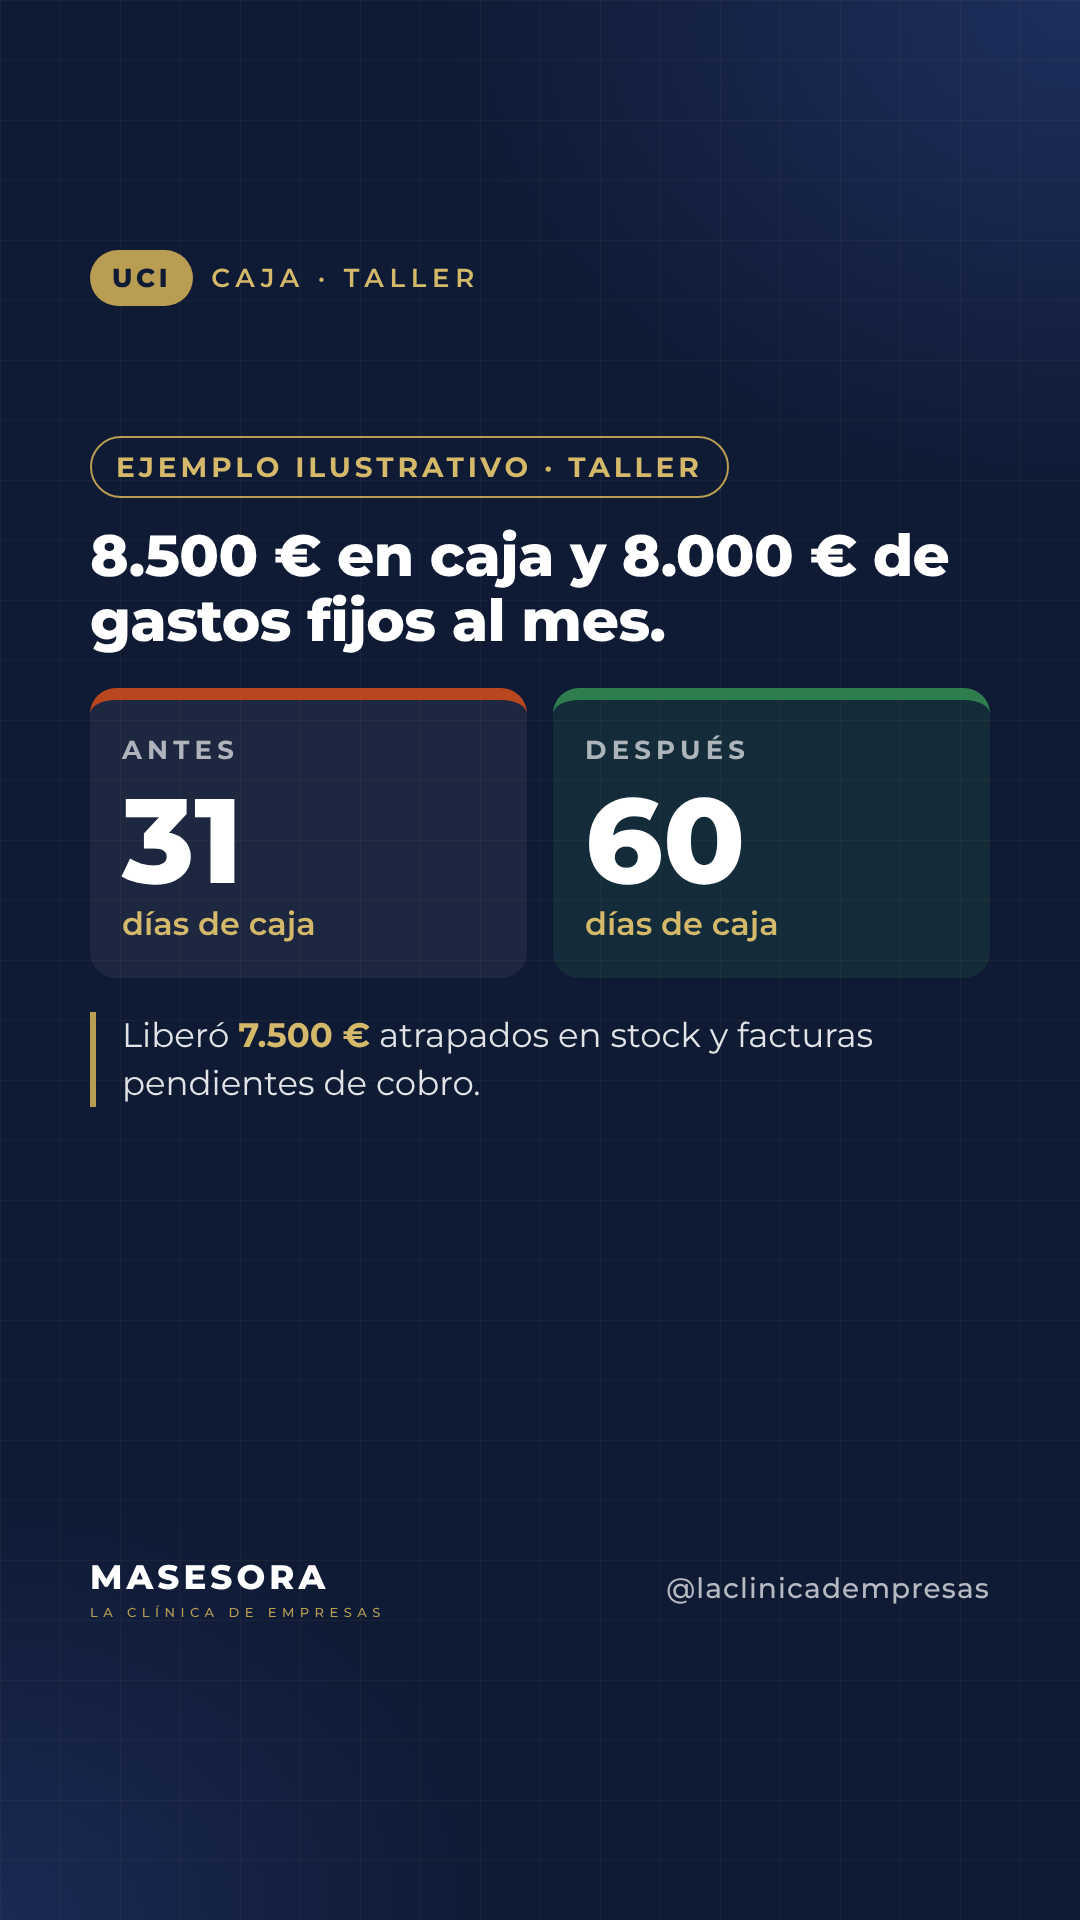 UCI CAJA · TALLER
EJEMPLO ILUSTRATIVO · TALLER
8.500 € en caja y 8.000 € de
gastos fijos al mes.
ANTES
31
días de caja
DESPUÉS
60
días de caja
Liberó 7.500 € atrapados en stock y facturas
pendientes de cobro.
MASESORA
LA CLÍNICA DE EMPRESAS
@laclinicadempresas